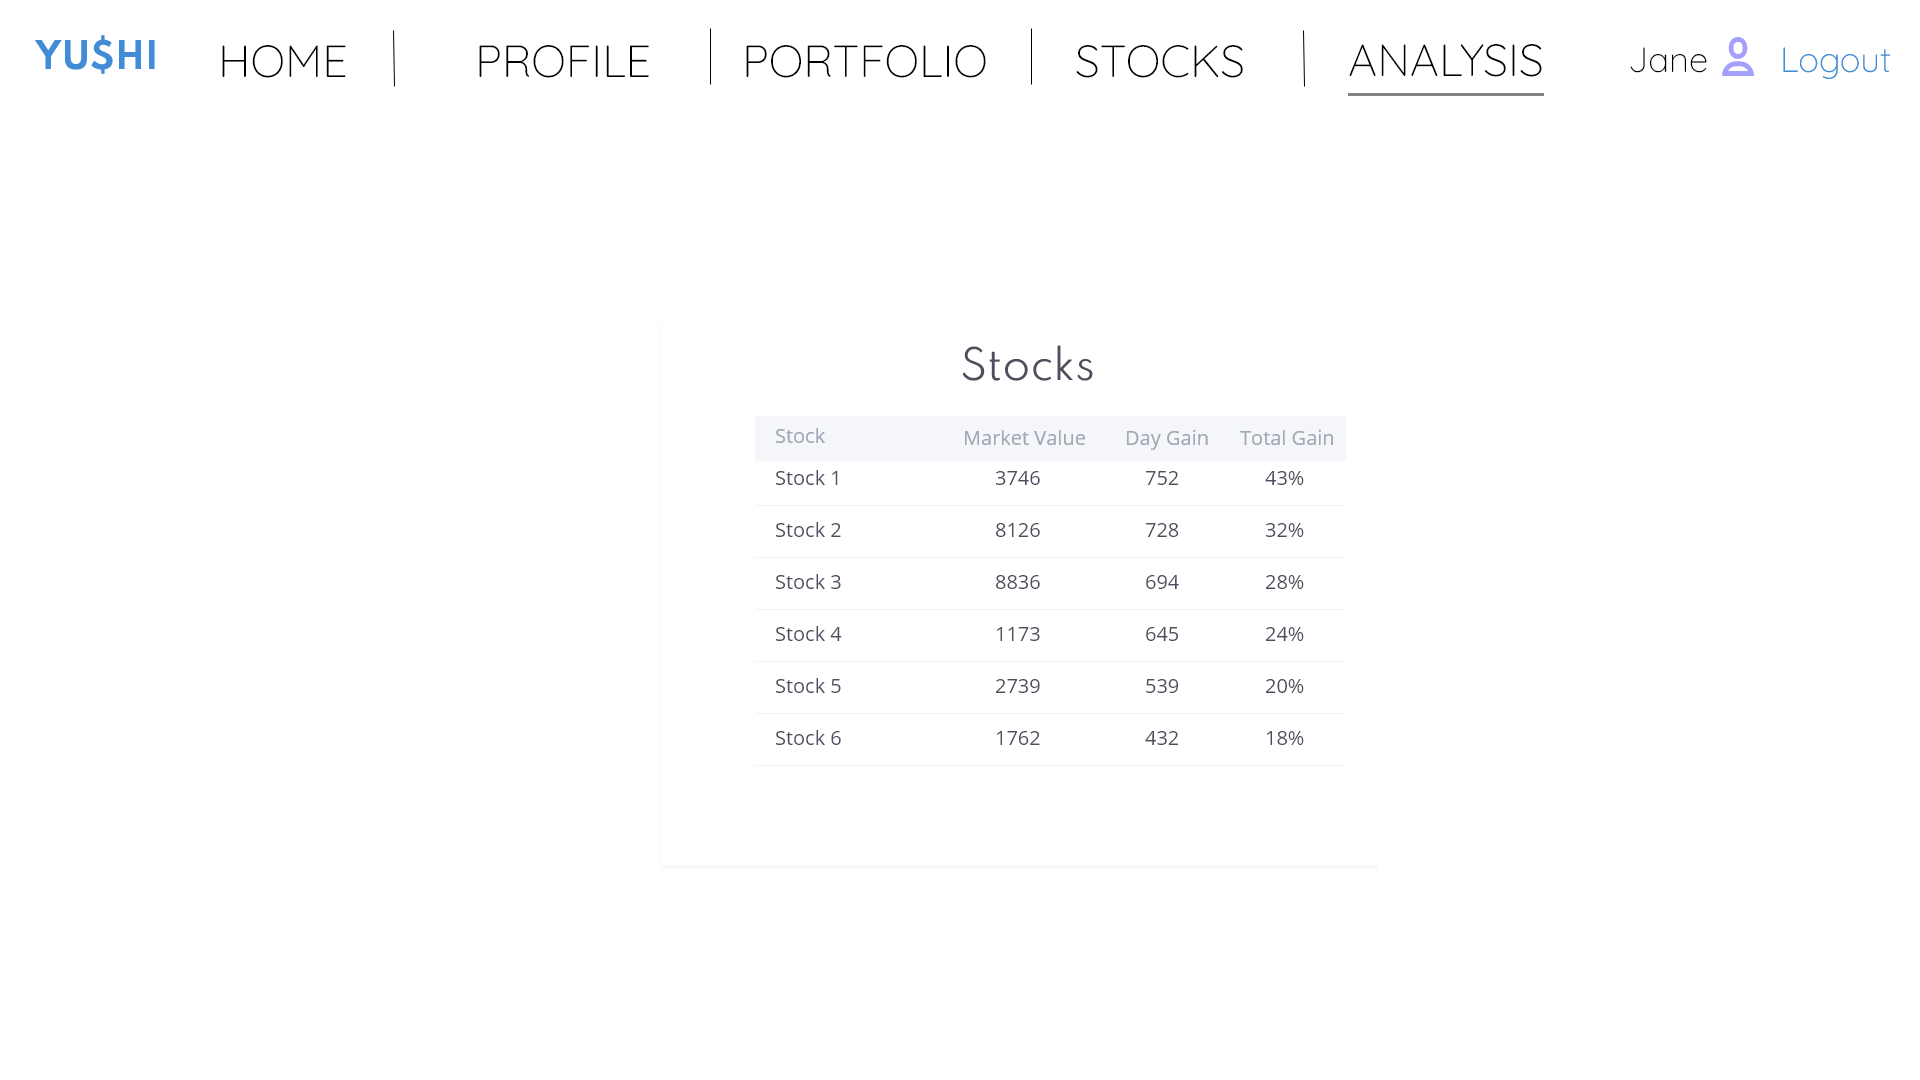 YU$HI HOME PROFILE PORTFOLIO STOCKS ANALYSIS Jane Logout
Stocks
Stock Market Value Day Gain Total Gain
Stock 1 3746 752 43%
Stock 2 8126 728 32%
Stock 3 8836 694 28%
Stock 4 1173 645 24%
Stock 5 2739 539 20%
Stock 6 1762 432 18%